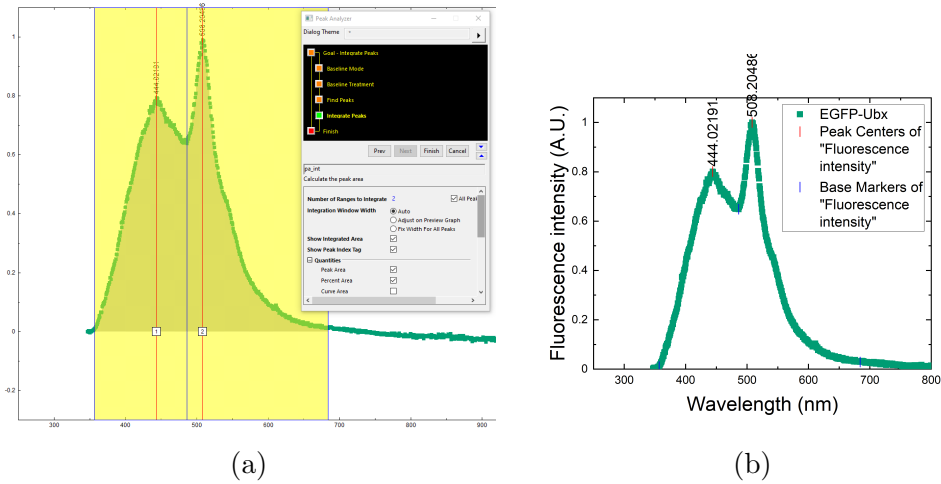 444.02191
508.20486
1
0.8
0.6
0.4
0.2
0
-0.2
300
400
500
600
700
800
900
1
2
Peak Analyzer
Dialog Theme
*
Goal - Integrate Peaks
Baseline Mode
Baseline Treatment
Find Peaks
Integrate Peaks
Finish
Prev
Next
Finish
Cancel
pa_int
Calculate the peak area
Number of Ranges to Integrate 2
All Peak
Integration Window Width
Auto
Adjust on Preview Graph
Fix Width For All Peaks
Show Integrated Area
Show Peak Index Tag
Quantities
Peak Area
Percent Area
Curve Area
(a)
Fluorescence intensity (A.U.)
1.0
0.8
0.6
0.4
0.2
0.0
444.02191
508.20486
EGFP-Ubx
Peak Centers of
"Fluorescence
intensity"
Base Markers of
"Fluorescence
intensity"
300
400
500
600
700
800
Wavelength (nm)
(b)